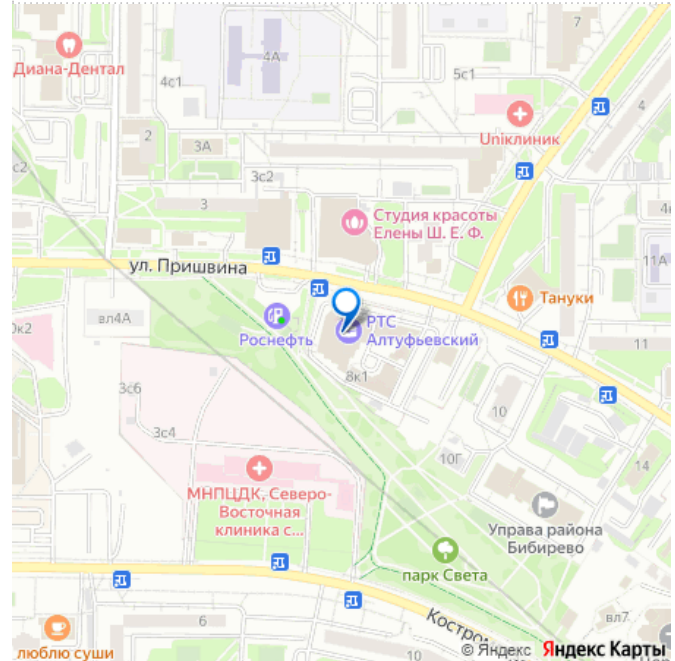 Диана-Дентал
4А
7
4с1
5с1
4
2
3А
Uniклиник
3с2
3
Студия красоты
Елены Ш. Е. Ф.
11А
ул. Пришвина
Тануки
вл4А
Роснефть
РТС
Алтуфьевский
11
3с6
8к1
10
3с4
10Г
14
МНПЦДК, Северо-
Восточная
клиника с...
Управа района
Бибирево
парк Света
6
Костром
вл7
люблю суши
© Яндекс Яндекс Карты